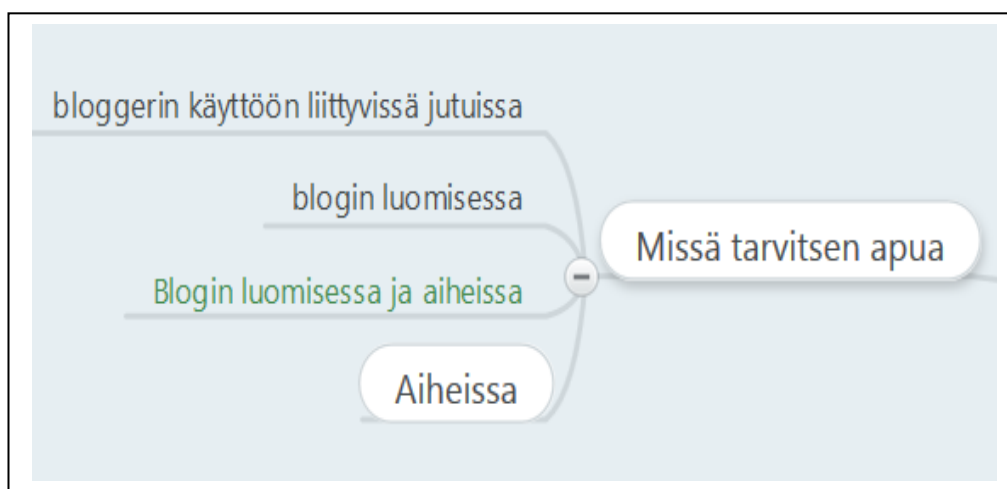 bloggerin käyttöön liittyvissä jutuissa
blogin luomisessa
Missä tarvitsen apua
Blogin luomisessa ja aiheissa
Aiheissa